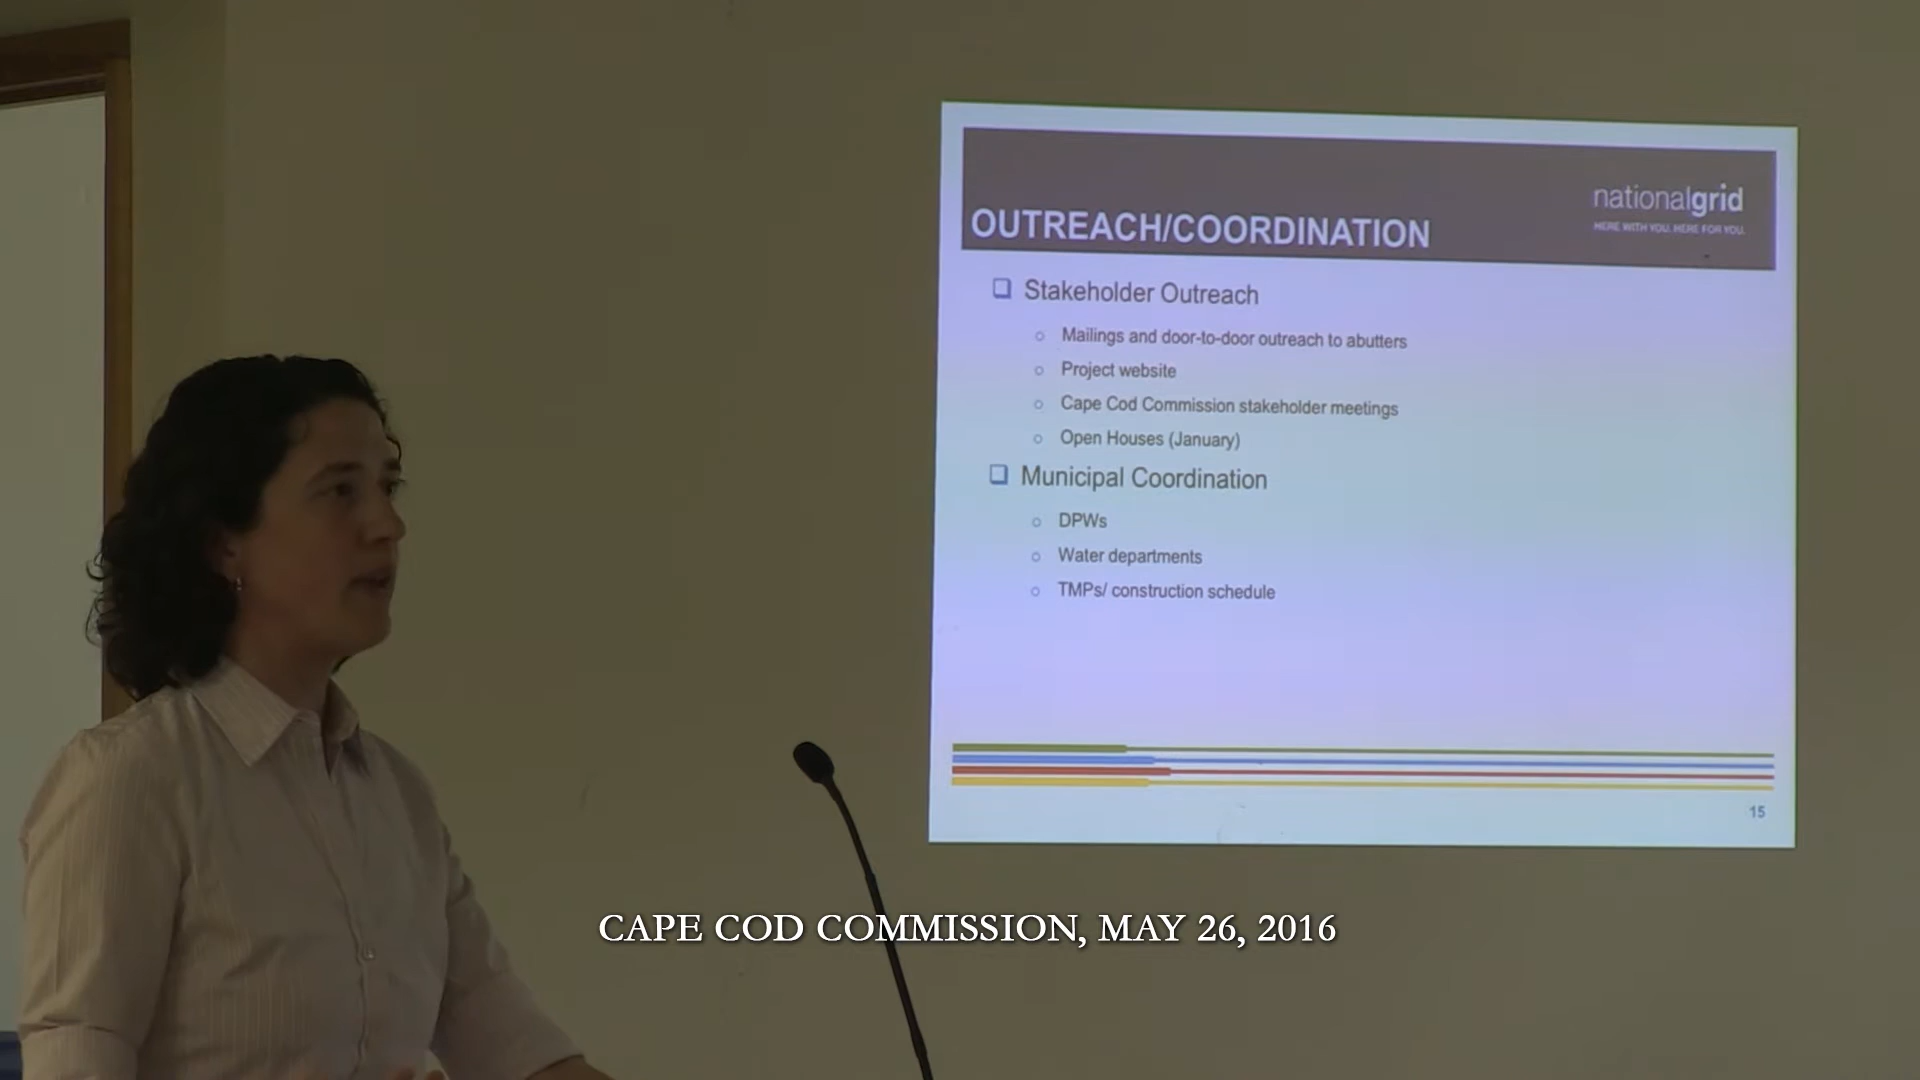 nationalgrid
HERE WITH YOU. HERE FOR YOU.
OUTREACH/COORDINATION
Stakeholder Outreach
Mailings and door-to-door outreach to abutters
Project website
Cape Cod Commission stakeholder meetings
Open Houses (January)
Municipal Coordination
DPWs
Water departments
TMPs/ construction schedule
15
CAPE COD COMMISSION, MAY 26, 2016